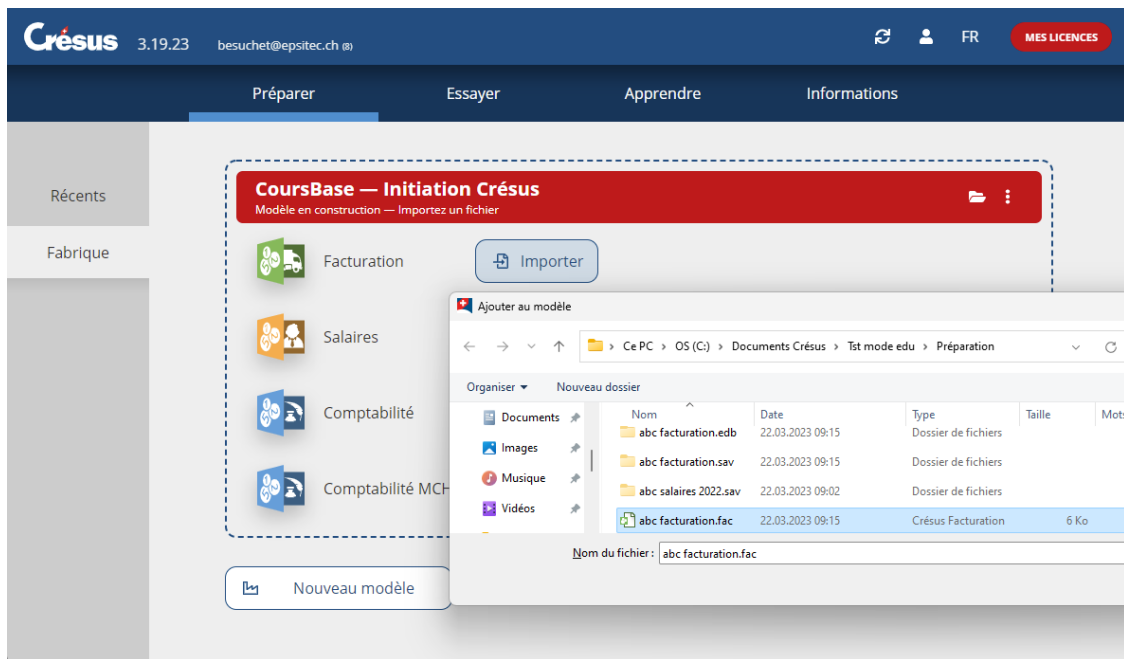 Crésus 3.19.23 besuchet@epsitec.ch (8) FR MES LICENCES
Préparer Essayer Apprendre Informations
Récents
Fabrique
CoursBase — Initiation Crésus
Modèle en construction — Importez un fichier
Facturation Importer
Salaires
Comptabilité
Comptabilité MCH
Nouveau modèle
Ajouter au modèle
Ce PC > OS (C:) > Documents Crésus > Tst mode edu > Préparation
Organiser Nouveau dossier
Documents
Images
Musique
Vidéos
Nom Date Type Taille Mots
abc facturation.edb 22.03.2023 09:15 Dossier de fichiers
abc facturation.sav 22.03.2023 09:15 Dossier de fichiers
abc salaires 2022.sav 22.03.2023 09:02 Dossier de fichiers
abc facturation.fac 22.03.2023 09:15 Crésus Facturation 6 Ko
Nom du fichier : abc facturation.fac